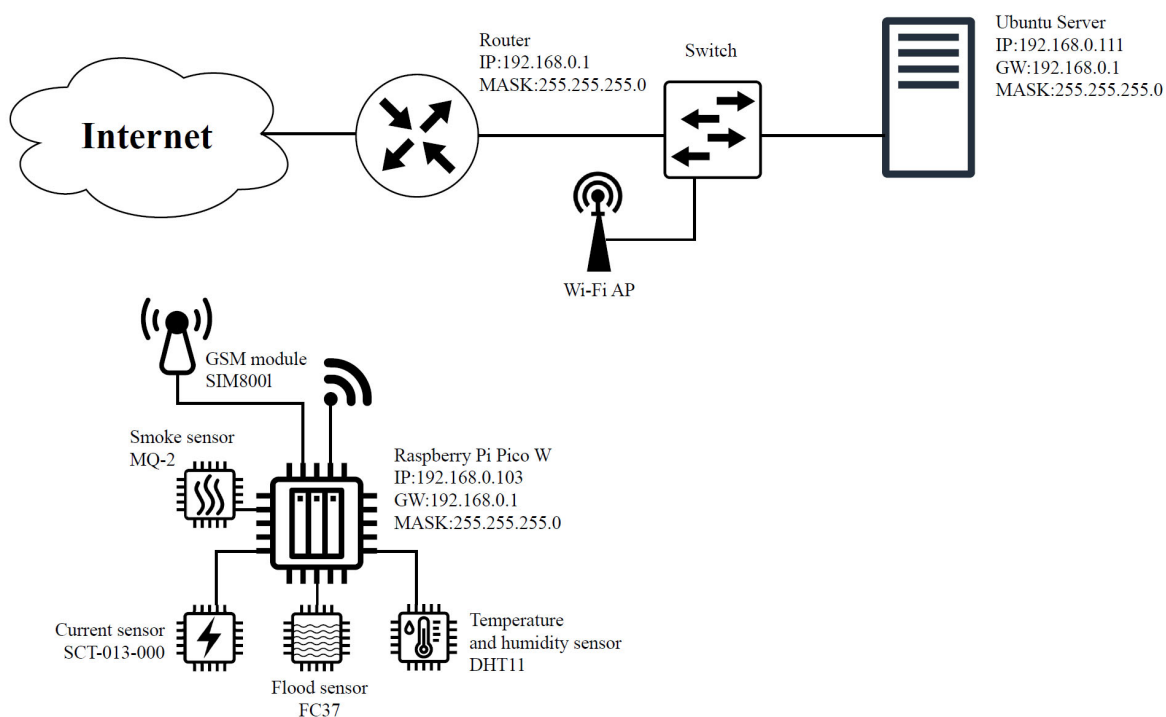 Internet
Router
IP:192.168.0.1
MASK:255.255.255.0
Switch
Ubuntu Server
IP:192.168.0.111
GW:192.168.0.1
MASK:255.255.255.0
Wi-Fi AP
GSM module
SIM800l
Smoke sensor
MQ-2
Raspberry Pi Pico W
IP:192.168.0.103
GW:192.168.0.1
MASK:255.255.255.0
Current sensor
SCT-013-000
Flood sensor
FC37
Temperature
and humidity sensor
DHT11